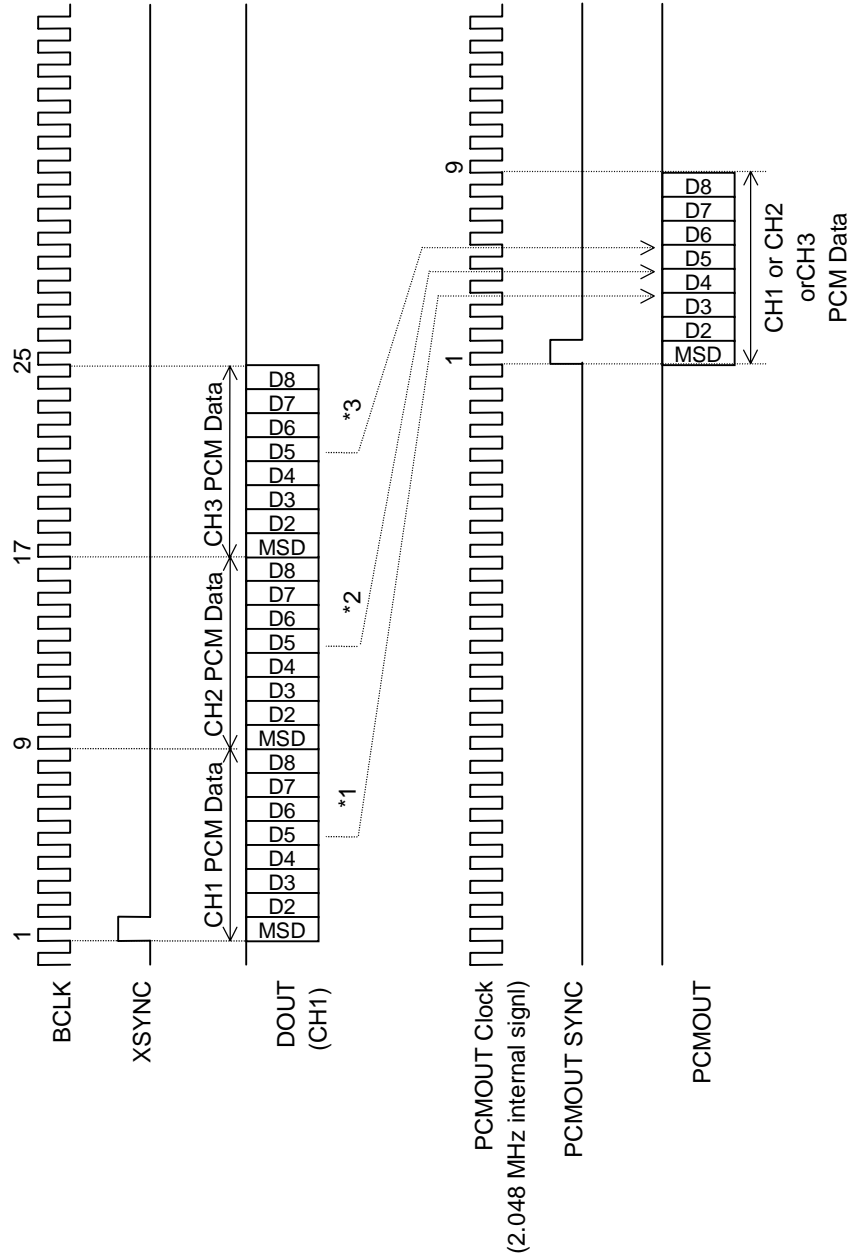 1
9
17
25
BCLK
XSYNC
CH1 PCM Data
CH2 PCM Data
CH3 PCM Data
DOUT
(CH1)
MSD
D2
D3
D4
D5
D6
D7
D8
MSD
D2
D3
D4
D5
D6
D7
D8
MSD
D2
D3
D4
D5
D6
D7
D8
*1
*2
*3
1
9
PCMOUT Clock
(2.048 MHz internal signl)
PCMOUT SYNC
PCMOUT
MSD
D2
D3
D4
D5
D6
D7
D8
CH1 or CH2
orCH3
PCM Data